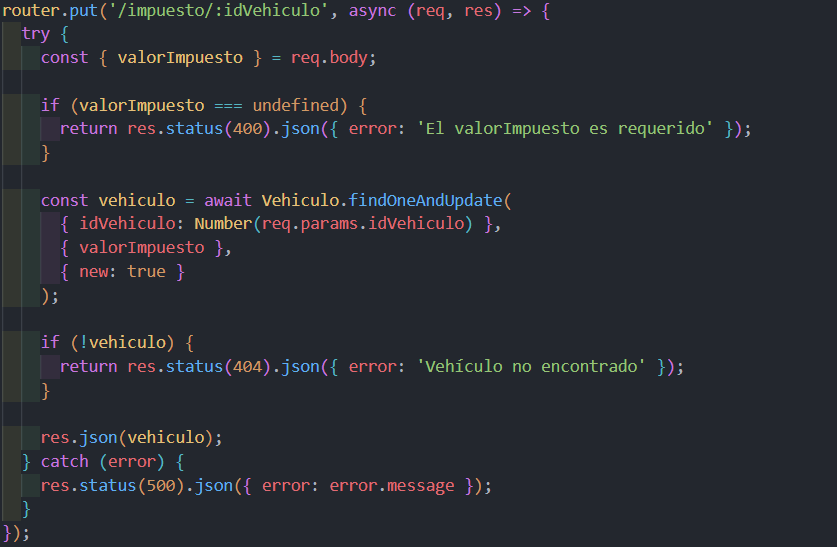 router.put('/impuesto/:idVehiculo', async (req, res) => {
try {
const { valorImpuesto } = req.body;
if (valorImpuesto === undefined) {
return res.status(400).json({ error: 'El valorImpuesto es requerido' });
}
const vehiculo = await Vehiculo.findOneAndUpdate(
{ idVehiculo: Number(req.params.idVehiculo) },
{ valorImpuesto },
{ new: true }
);
if (!vehiculo) {
return res.status(404).json({ error: 'Vehículo no encontrado' });
}
res.json(vehiculo);
} catch (error) {
res.status(500).json({ error: error.message });
}
});